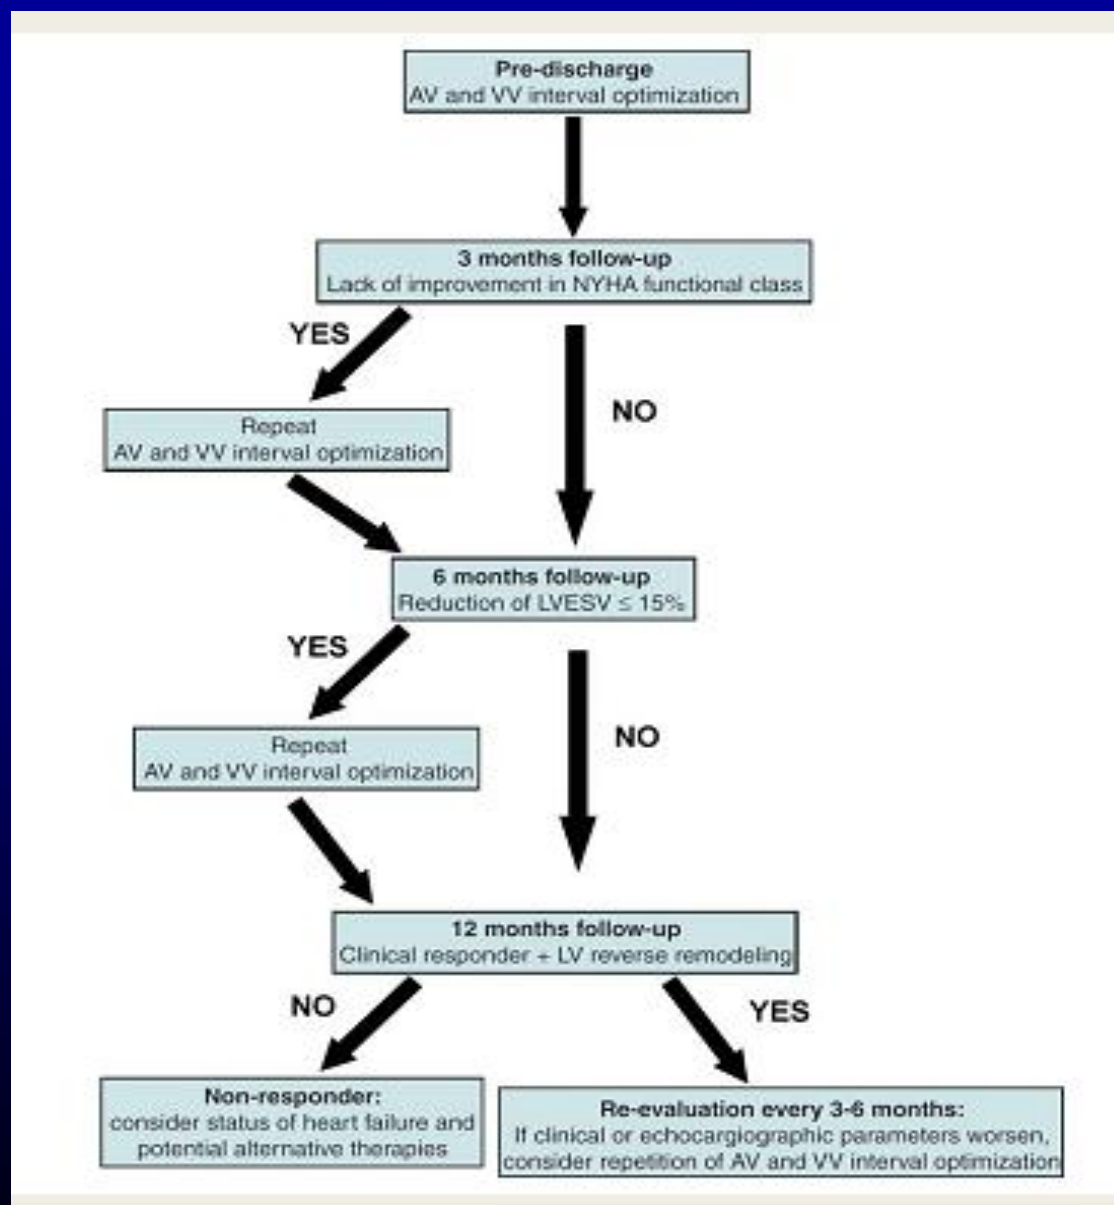 Pre-discharge
AV and VV interval optimization
3 months follow-up
Lack of improvement in NYHA functional class
YES
NO
Repeat
AV and VV interval optimization
6 months follow-up
Reduction of LVESV ≤ 15%
YES
NO
Repeat
AV and VV interval optimization
12 months follow-up
Clinical responder + LV reverse remodeling
NO
YES
Non-responder:
consider status of heart failure and
potential alternative therapies
Re-evaluation every 3-6 months:
If clinical or echocargiographic parameters worsen,
consider repetition of AV and VV interval optimization